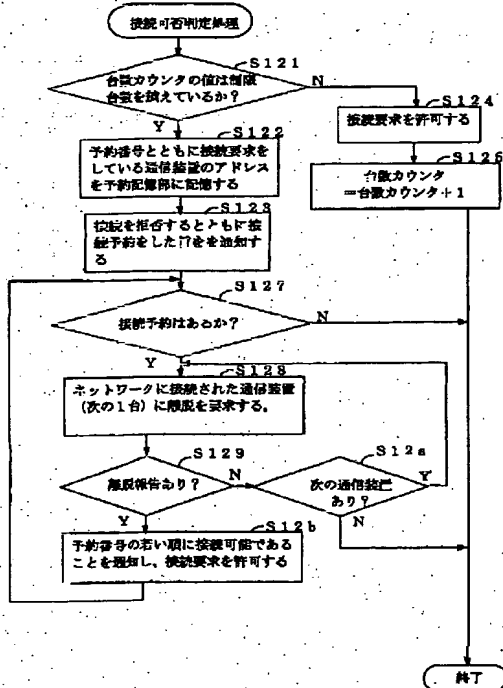 接続可否判定処理
S121
台数カウンタの値は制限
台数を越えているか？
N
Y
S122
予約番号とともに接続要求を
している通信装置のアドレス
を予約記憶部に記憶する
S124
接続要求を許可する
S126
台数カウンタ
=台数カウンタ+1
S123
接続を拒否するとともに接
続予約をした を通知す
る
S127
接続予約はあるか？
N
Y
S128
ネットワークに接続された通信装置
(次の1台)に離脱を要求する。
S129
離脱報告あり？
N
Y
S12a
次の通信装置
あり？
Y
N
S12b
予約番号の若い順に接続可能である
ことを通知し、接続要求を許可する
終了